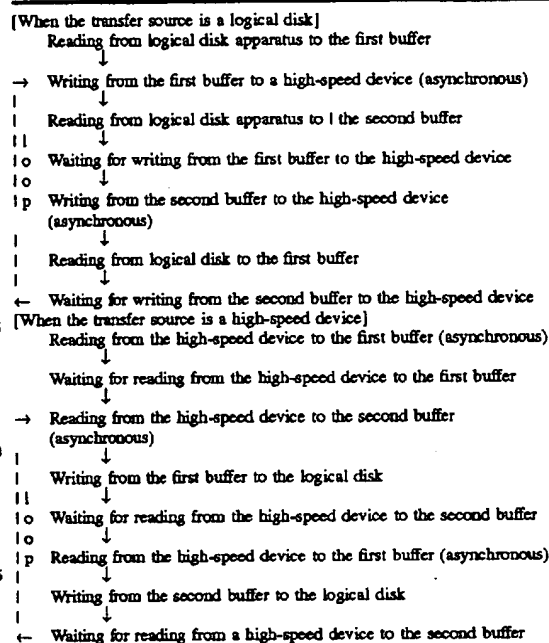 [When the transfer source is a logical disk]
Reading from logical disk apparatus to the first buffer
↓
→ Writing from the first buffer to a high-speed device (asynchronous)
| ↓
| Reading from logical disk apparatus to l the second buffer
| l ↓
| o Waiting for writing from the first buffer to the high-speed device
| o ↓
| p Writing from the second buffer to the high-speed device
(asynchronous)
| ↓
| Reading from logical disk to the first buffer
| ↓
← Waiting for writing from the second buffer to the high-speed device
[When the transfer source is a high-speed device]
Reading from the high-speed device to the first buffer (asynchronous)
↓
Waiting for reading from the high-speed device to the first buffer
↓
→ Reading from the high-speed device to the second buffer
(asynchronous)
| ↓
| Writing from the first buffer to the logical disk
| l ↓
| o Waiting for reading from the high-speed device to the second buffer
| o ↓
| p Reading from the high-speed device to the first buffer (asynchronous)
| ↓
| Writing from the second buffer to the logical disk
| ↓
← Waiting for reading from a high-speed device to the second buffer